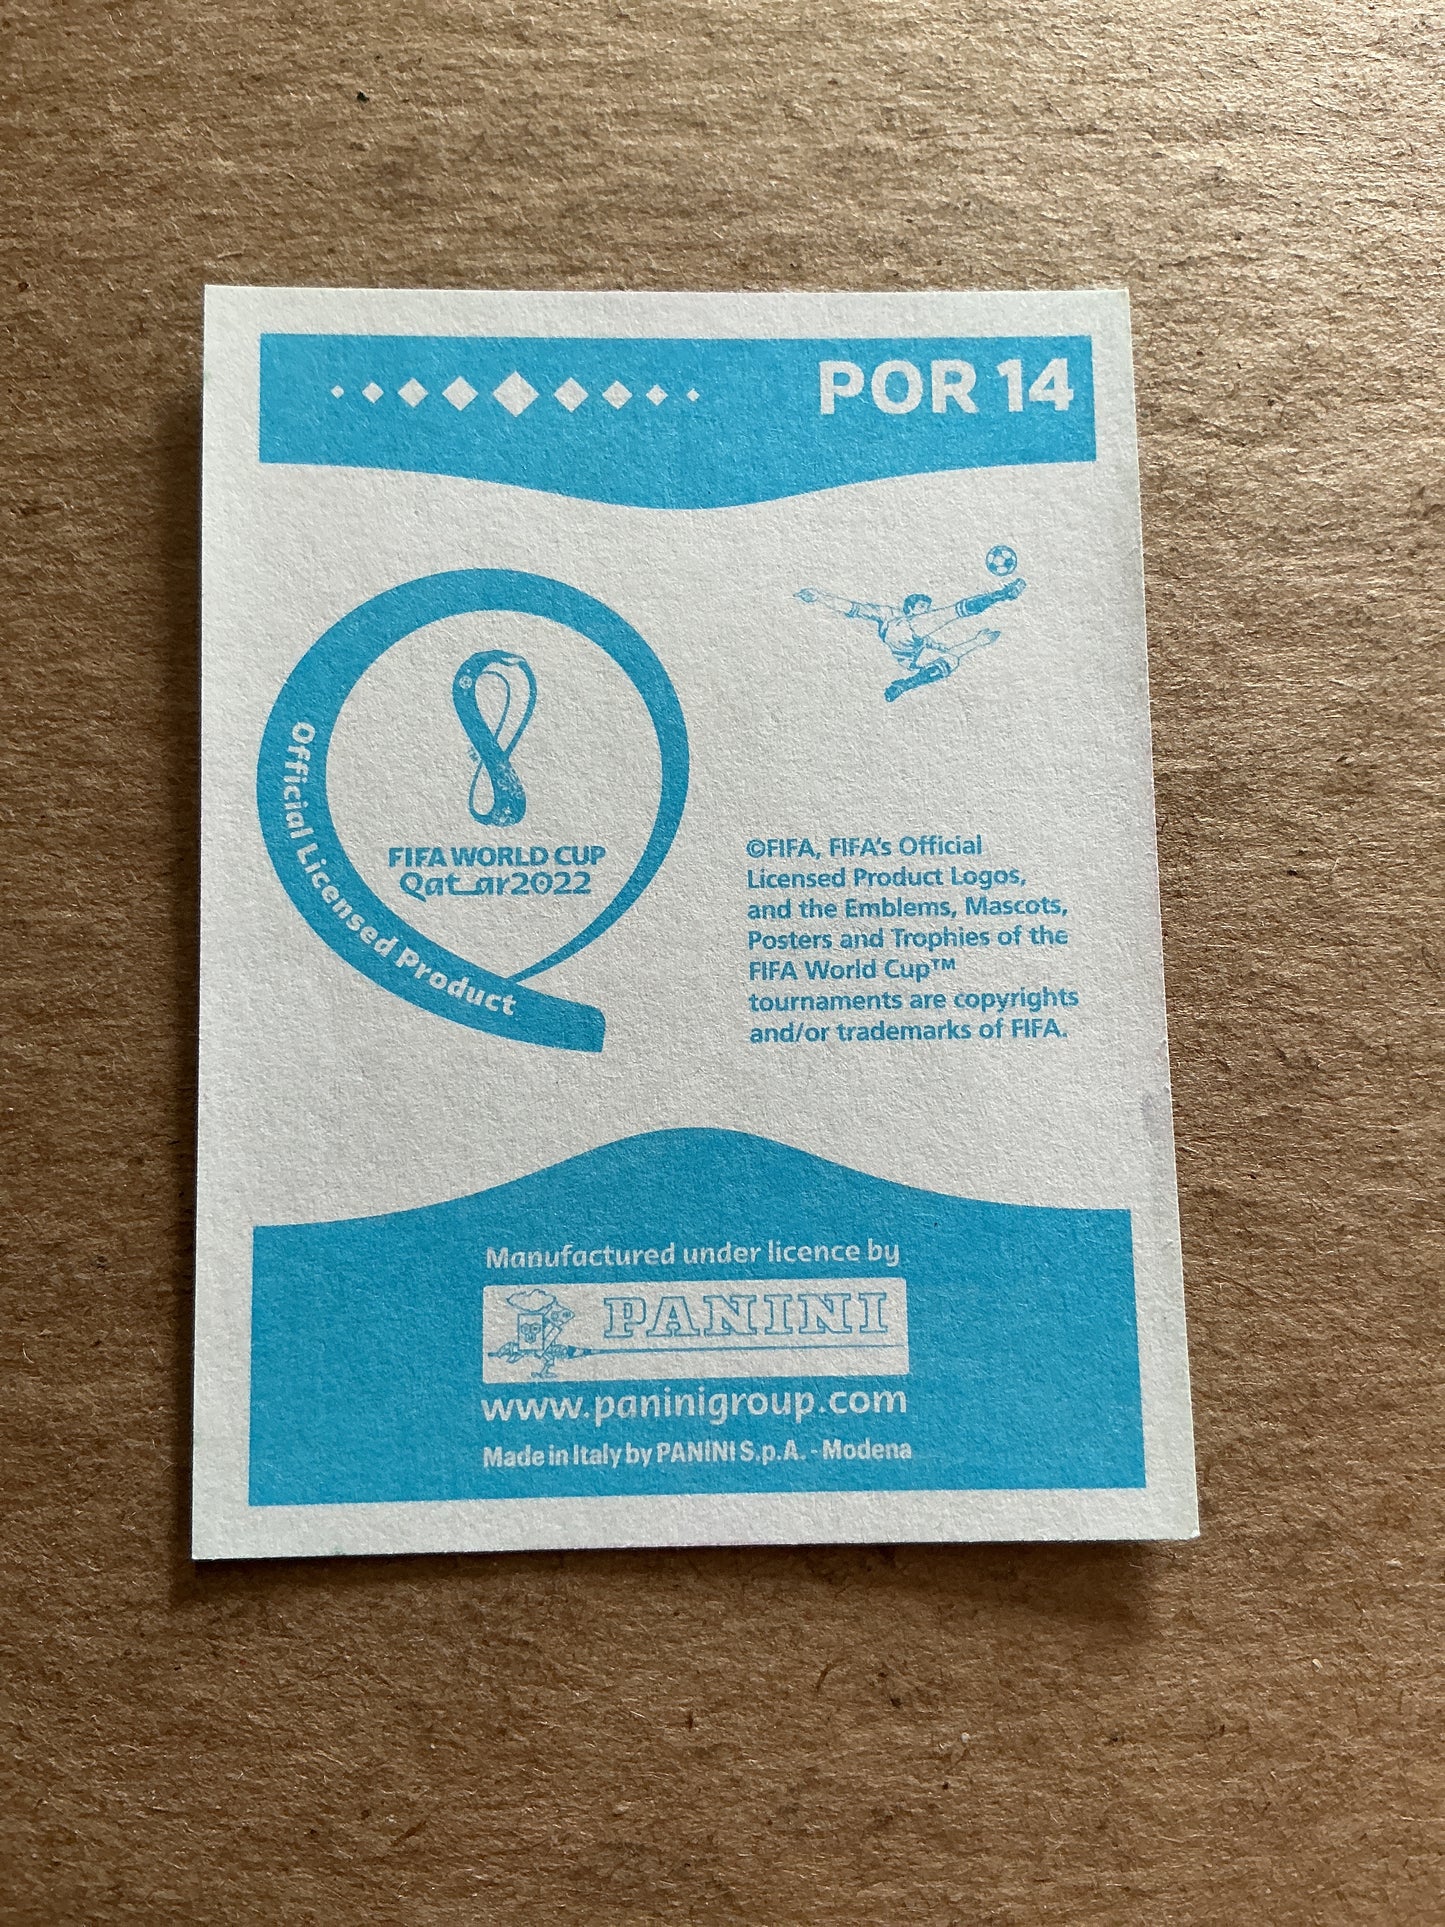 POR 14
Official Licensed Product
FIFA WORLD CUP
Qatar2022
©FIFA, FIFA's Official
Licensed Product Logos,
and the Emblems, Mascots,
Posters and Trophies of the
FIFA World Cup™
tournaments are copyrights
and/or trademarks of FIFA.
Manufactured under licence by
PANINI
www.paninigroup.com
Made in Italy by PANINI S.p.A. - Modena